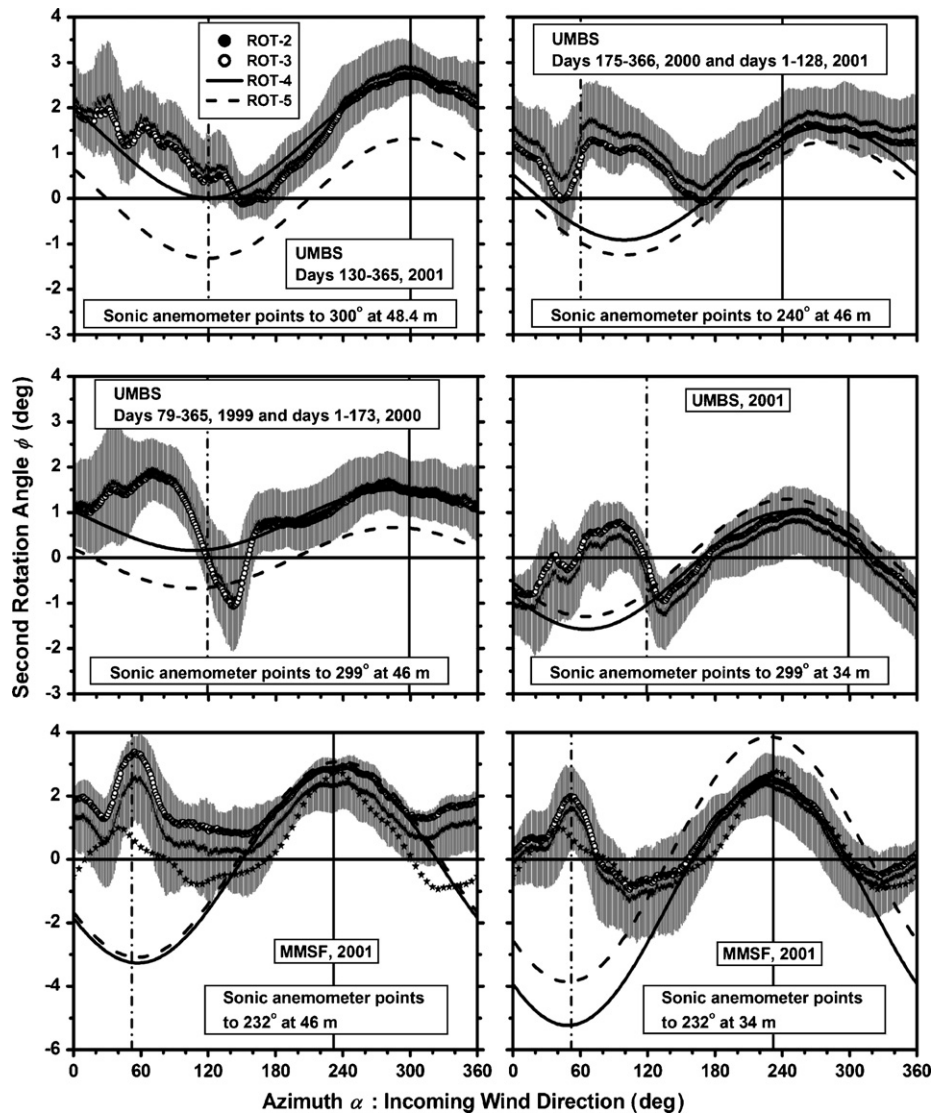 4
3
2
1
0
-1
-2
-3
ROT-2
ROT-3
ROT-4
ROT-5
UMBS
Days 130-365, 2001
Sonic anemometer points to 300° at 48.4 m
UMBS
Days 175-366, 2000 and days 1-128, 2001
Sonic anemometer points to 240° at 46 m
4
3
2
1
0
-1
-2
-3
UMBS
Days 79-365, 1999 and days 1-173, 2000
Sonic anemometer points to 299° at 46 m
UMBS, 2001
Sonic anemometer points to 299° at 34 m
Second Rotation Angle ϕ (deg)
4
2
0
-2
-4
-6
MMSF, 2001
Sonic anemometer points
to 232° at 46 m
MMSF, 2001
Sonic anemometer points
to 232° at 34 m
0 60 120 180 240 300 360
0 60 120 180 240 300 360
Azimuth α : Incoming Wind Direction (deg)